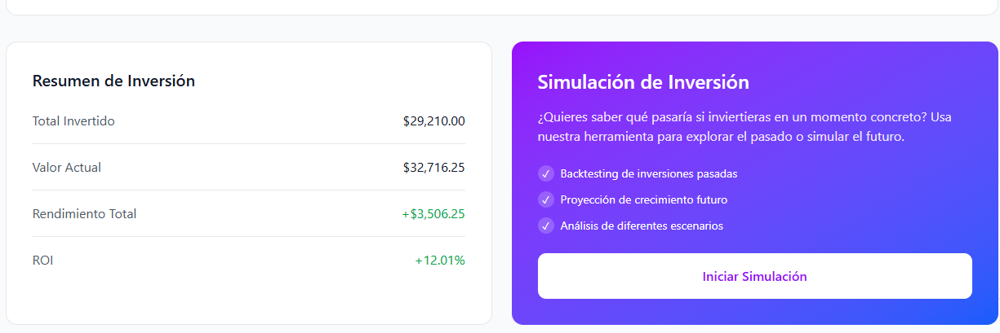 Resumen de Inversión
Total Invertido $29,210.00
Valor Actual $32,716.25
Rendimiento Total +$3,506.25
ROI +12.01%
Simulación de Inversión
¿Quieres saber qué pasaría si inviertieras en un momento concreto? Usa
nuestra herramienta para explorar el pasado o simular el futuro.
✓ Backtesting de inversiones pasadas
✓ Proyección de crecimiento futuro
✓ Análisis de diferentes escenarios
Iniciar Simulación